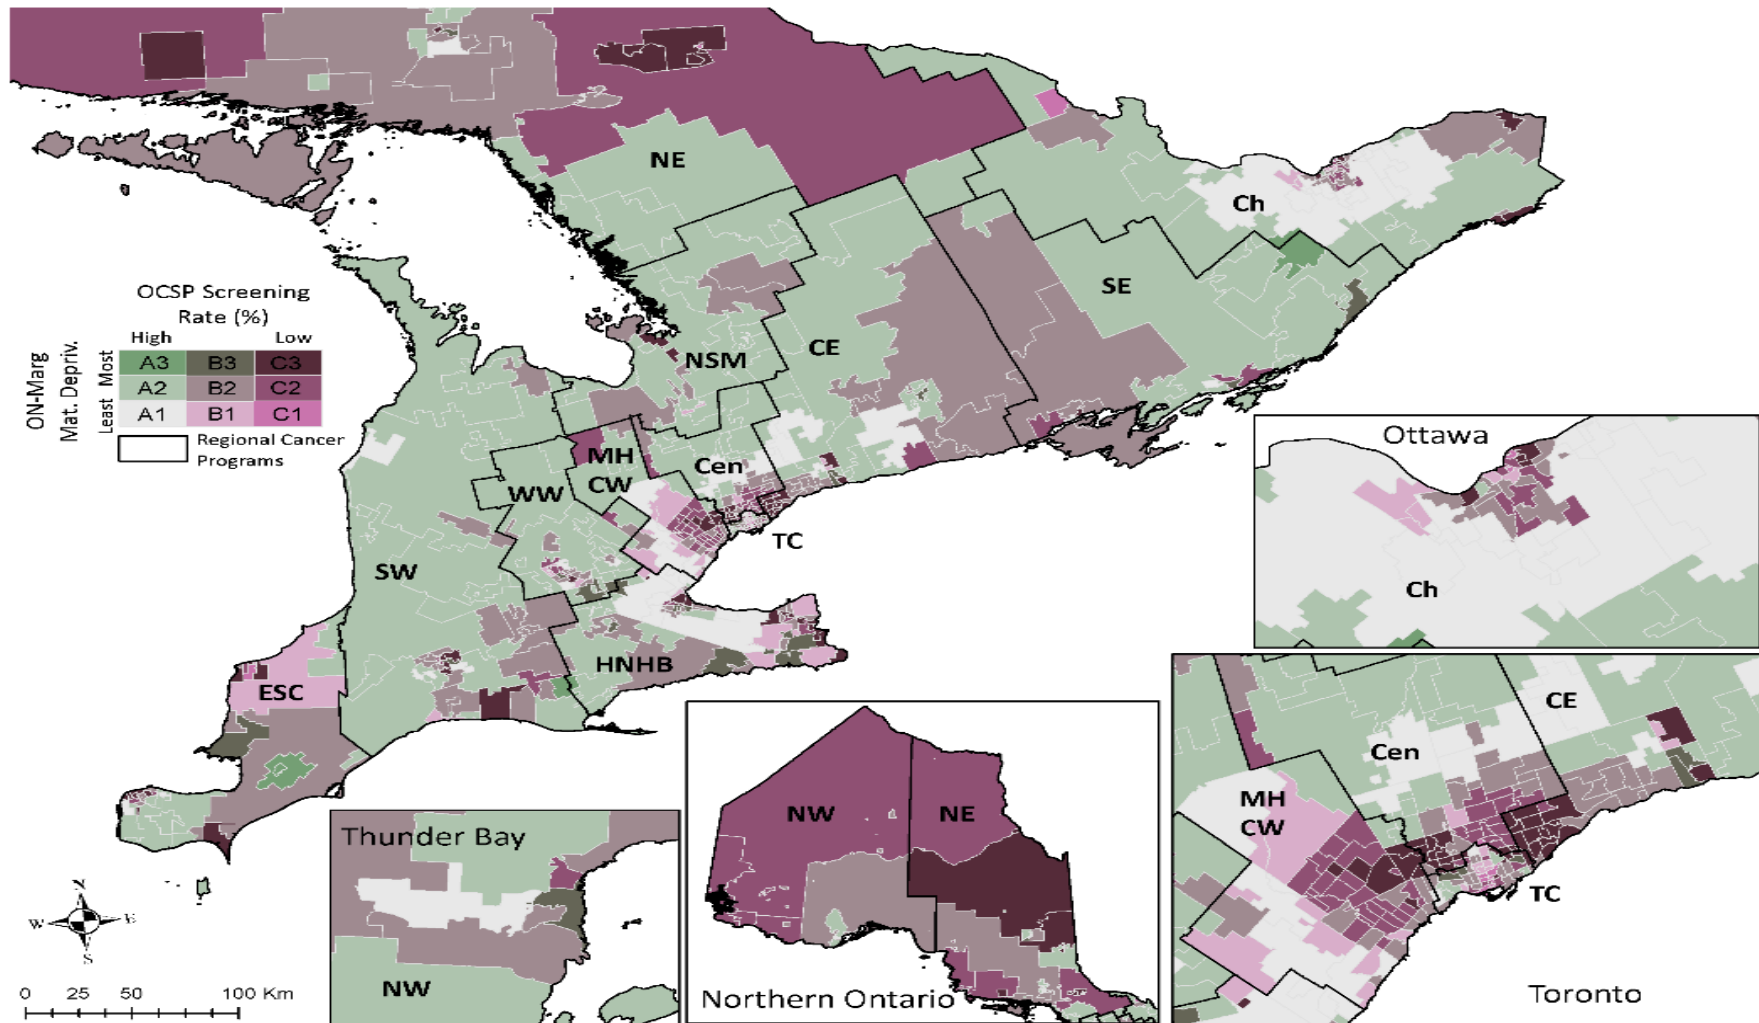 NE
Ch
SE
CE
NSM
OCSP Screening
Rate (%)
High Low
ON-Marg
Mat. Depriv.
Least Most
A3 B3 C3
A2 B2 C2
A1 B1 C1
Regional Cancer
Programs
MH
CW
Cen
WW
TC
SW
HNHB
ESC
Ottawa
Ch
Thunder Bay
NW
NW
NE
Northern Ontario
CE
Cen
MH
CW
TC
Toronto
N
W E
S
0 25 50 100 Km